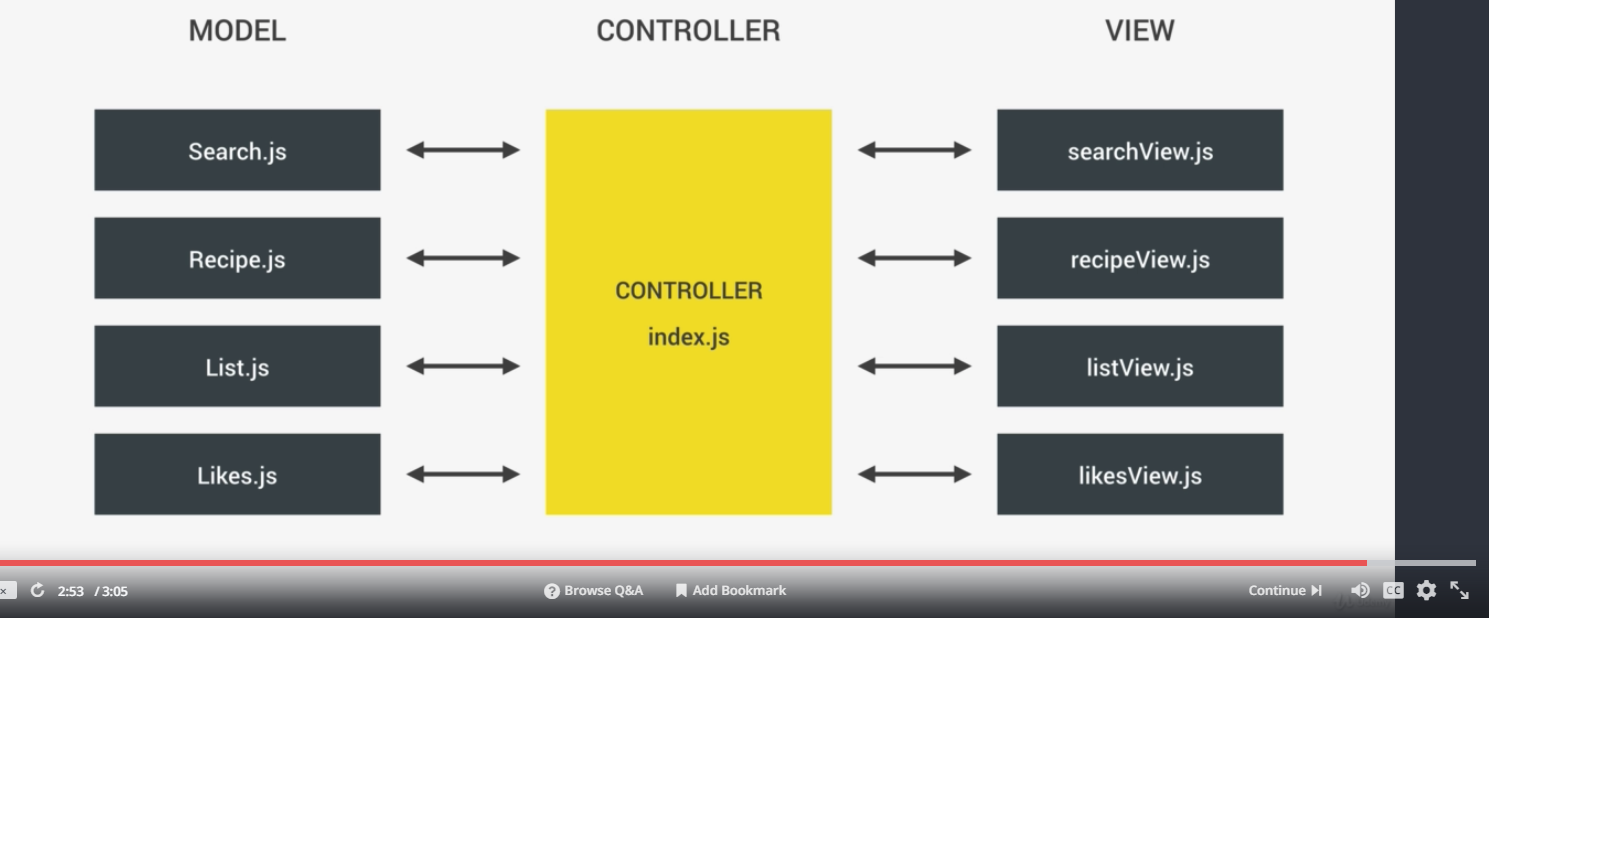 MODEL CONTROLLER VIEW
Search.js searchView.js
Recipe.js recipeView.js
CONTROLLER
index.js
List.js listView.js
Likes.js likesView.js
x 2:53 / 3:05 Browse Q&A Add Bookmark Continue CC